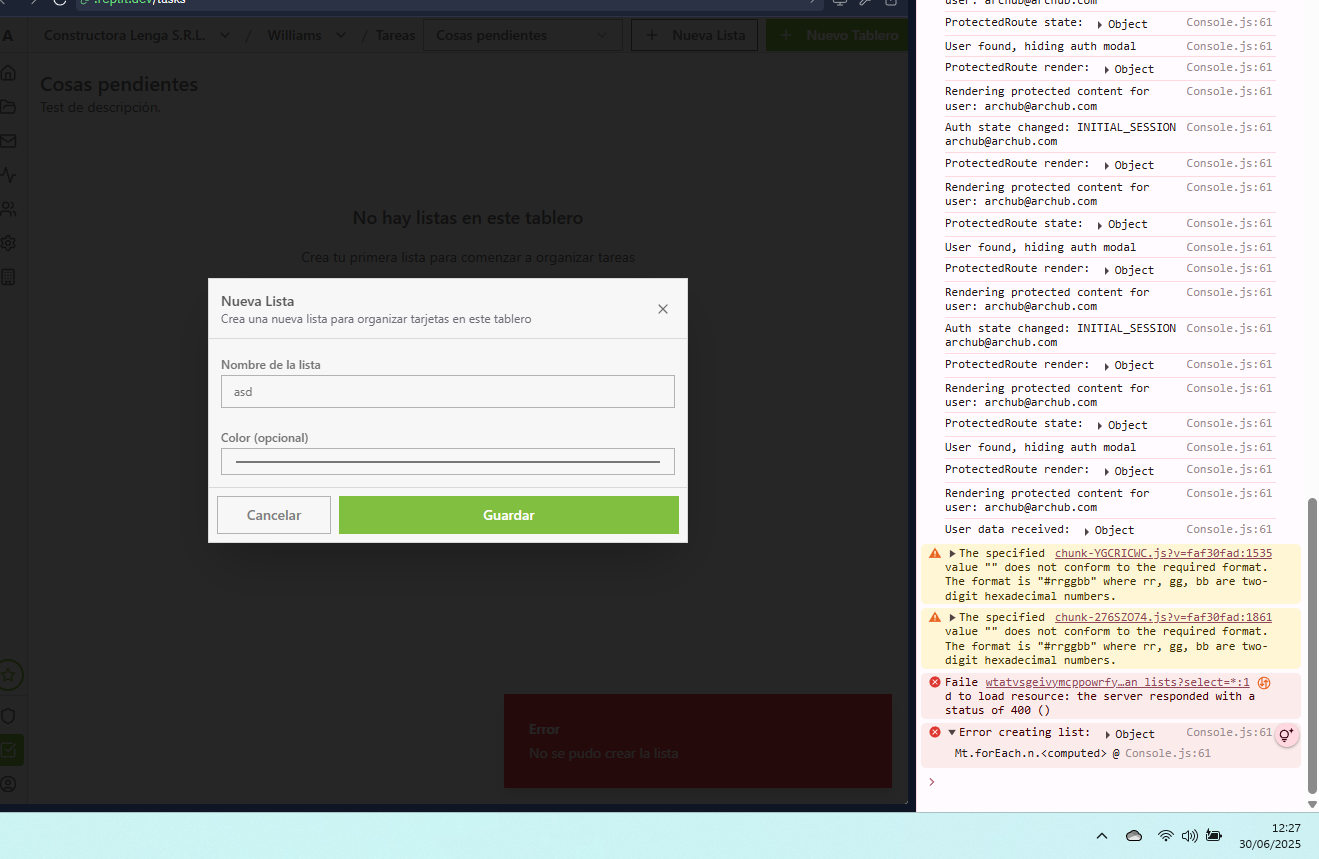 .replit.dev/tasks
A
Constructora Lenga S.R.L. / Williams / Tareas Cosas pendientes + Nueva Lista + Nuevo Tablero
Cosas pendientes
Test de descripción.
No hay listas en este tablero
Crea tu primera lista para comenzar a organizar tareas
Nueva Lista
Crea una nueva lista para organizar tarjetas en este tablero
Nombre de la lista
asd
Color (opcional)
Cancelar
Guardar
Error
No se pudo crear la lista
user: archub@archub.com
ProtectedRoute state: Object Console.js:61
User found, hiding auth modal Console.js:61
ProtectedRoute render: Object Console.js:61
Rendering protected content for Console.js:61
user: archub@archub.com
Auth state changed: INITIAL_SESSION Console.js:61
archub@archub.com
ProtectedRoute render: Object Console.js:61
Rendering protected content for Console.js:61
user: archub@archub.com
ProtectedRoute state: Object Console.js:61
User found, hiding auth modal Console.js:61
ProtectedRoute render: Object Console.js:61
Rendering protected content for Console.js:61
user: archub@archub.com
Auth state changed: INITIAL_SESSION Console.js:61
archub@archub.com
ProtectedRoute render: Object Console.js:61
Rendering protected content for Console.js:61
user: archub@archub.com
ProtectedRoute state: Object Console.js:61
User found, hiding auth modal Console.js:61
ProtectedRoute render: Object Console.js:61
Rendering protected content for Console.js:61
user: archub@archub.com
User data received: Object Console.js:61
The specified chunk-YGCRICWC.js?v=faf30fad:1535
value "" does not conform to the required format.
The format is "#rrggbb" where rr, gg, bb are two-
digit hexadecimal numbers.
The specified chunk-276SZO74.js?v=faf30fad:1861
value "" does not conform to the required format.
The format is "#rrggbb" where rr, gg, bb are two-
digit hexadecimal numbers.
Faile wtatvsgeivymcppowrfy…an_lists?select=*:1
d to load resource: the server responded with a
status of 400 ()
Error creating list: Object Console.js:61
Mt.forEach.n.<computed> @ Console.js:61
12:27
30/06/2025